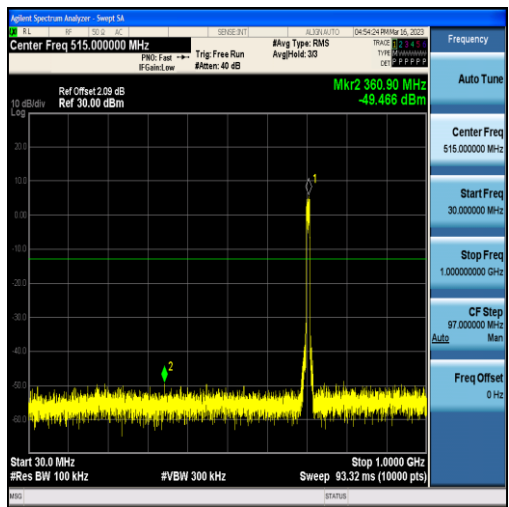 Agilent Spectrum Analyzer - Swept SA
RL RF 50 Ω AC SENSE:INT ALIGNAUTO 04:54:24 PM Mar 16, 2023
Center Freq 515.000000 MHz
PNO: Fast
IFGain:Low
Trig: Free Run
#Atten: 40 dB
#Avg Type: RMS
Avg|Hold: 3/3
TRACE 1 2 3 4 5 6
TYPE
DET P P P P P P
Ref Offset 2.09 dB
10 dB/div Ref 30.00 dBm
Log
Mkr2 360.90 MHz
-49.466 dBm
20.0
10.0
0.00
-10.0
-20.0
-30.0
-40.0
-50.0
-60.0
1
2
Start 30.0 MHz Stop 1.0000 GHz
#Res BW 100 kHz #VBW 300 kHz Sweep 93.32 ms (10000 pts)
MSG STATUS
Frequency
Auto Tune
Center Freq
515.000000 MHz
Start Freq
30.000000 MHz
Stop Freq
1.000000000 GHz
CF Step
97.000000 MHz
Auto Man
Freq Offset
0 Hz